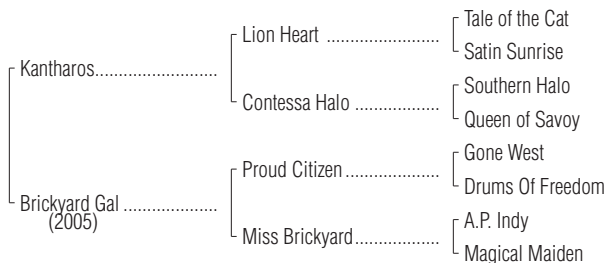 Tale of the Cat
Lion Heart
Satin Sunrise
Kantharos
Southern Halo
Contessa Halo
Queen of Savoy
Gone West
Proud Citizen
Drums Of Freedom
Brickyard Gal
(2005)
A.P. Indy
Miss Brickyard
Magical Maiden